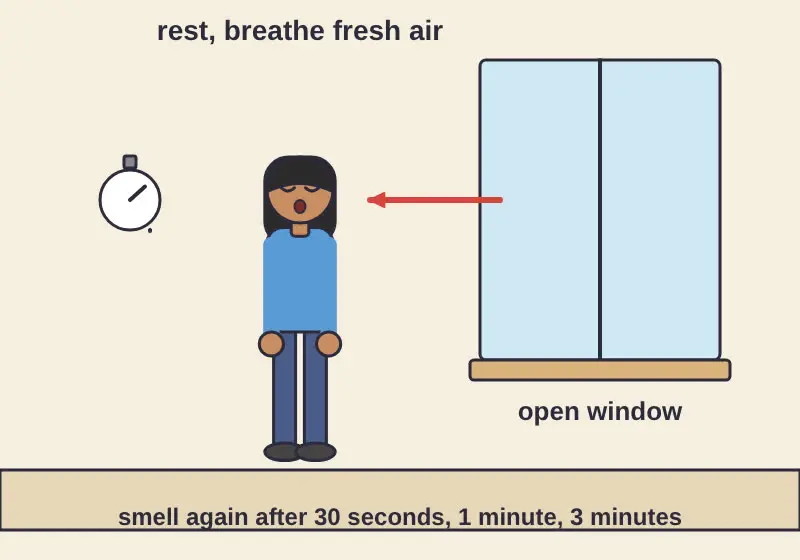 rest, breathe fresh air
open window
smell again after 30 seconds, 1 minute, 3 minutes